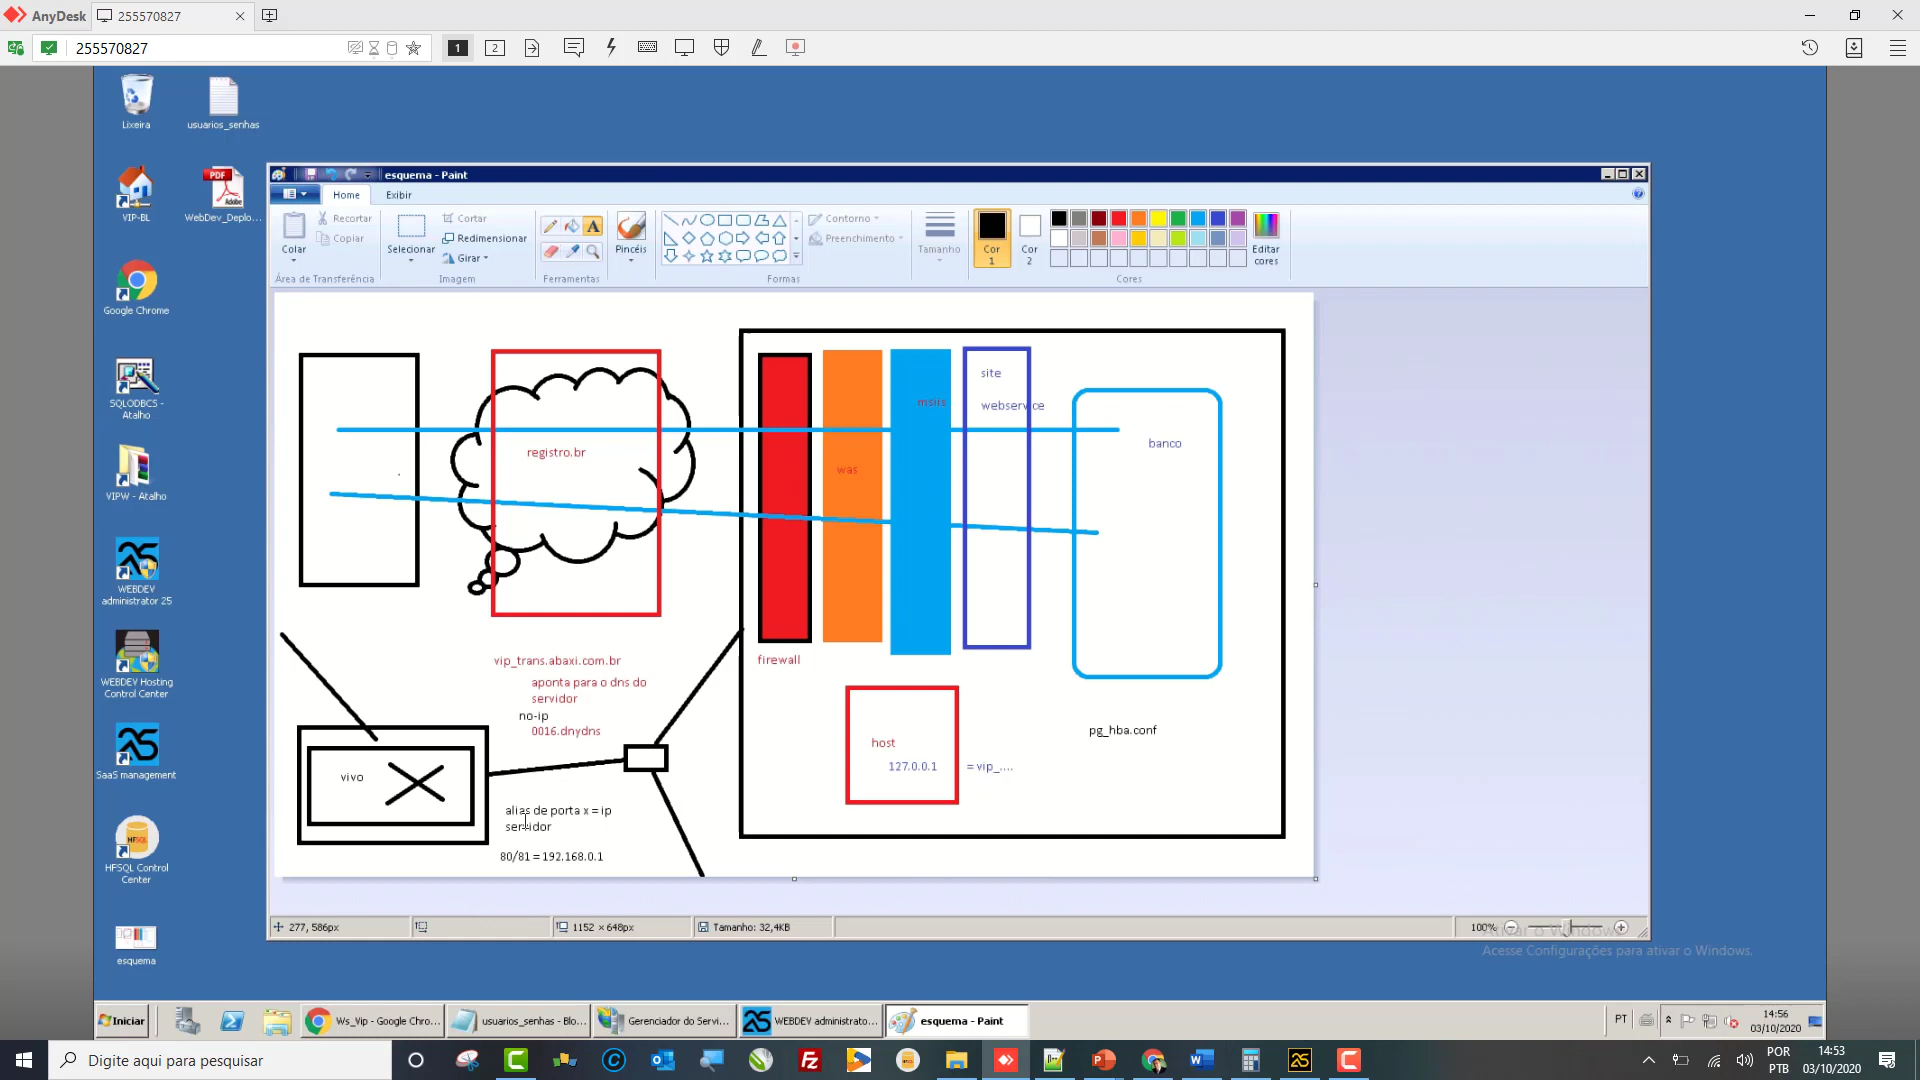 AnyDesk
255570827
255570827
1
2
Lixeira
usuarios_senhas
VIP-BL
WebDev_Deplo...
PDF
Adobe
Google Chrome
SQLODBCS -
Atalho
VIPW - Atalho
WEBDEV
administrator 25
WEBDEV Hosting
Control Center
SaaS management
HFSQL
HFSQL Control
Center
esquema
esquema - Paint
Home
Exibir
Colar
Recortar
Copiar
Área de Transferência
Selecionar
Cortar
Redimensionar
Girar
Imagem
A
Ferramentas
Pincéis
Contorno
Preenchimento
Formas
Tamanho
Cor
1
Cor
2
Editar
cores
Cores
site
msiis
webservice
banco
registro.br
was
vip_trans.abaxi.com.br
firewall
aponta para o dns do
servidor
no-ip
0016.dnydns
pg_hba.conf
host
127.0.0.1
= vip_....
vivo
alias de porta x = ip
servidor
80/81 = 192.168.0.1
277, 586px
1152 × 648px
Tamanho: 32,4KB
100%
Ativar o Windows
Acesse Configurações para ativar o Windows.
Iniciar
Ws_Vip - Google Chro...
usuarios_senhas - Blo...
Gerenciador do Servi...
WEBDEV administrato...
esquema - Paint
PT
14:56
03/10/2020
Digite aqui para pesquisar
POR
PTB
14:53
03/10/2020